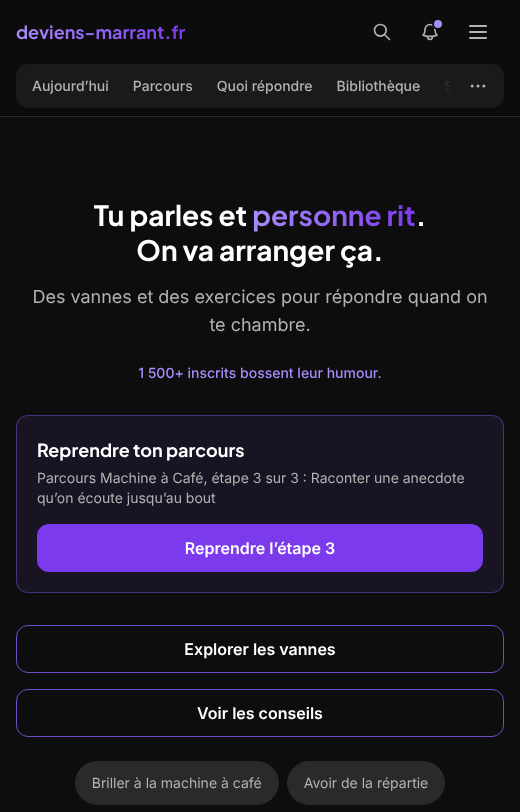 deviens-marrant.fr
Aujourd’hui Parcours Quoi répondre Bibliothèque
Tu parles et personne rit.
On va arranger ça.
Des vannes et des exercices pour répondre quand on
te chambre.
1 500+ inscrits bossent leur humour.
Reprendre ton parcours
Parcours Machine à Café, étape 3 sur 3 : Raconter une anecdote
qu’on écoute jusqu’au bout
Reprendre l’étape 3
Explorer les vannes
Voir les conseils
Briller à la machine à café Avoir de la répartie